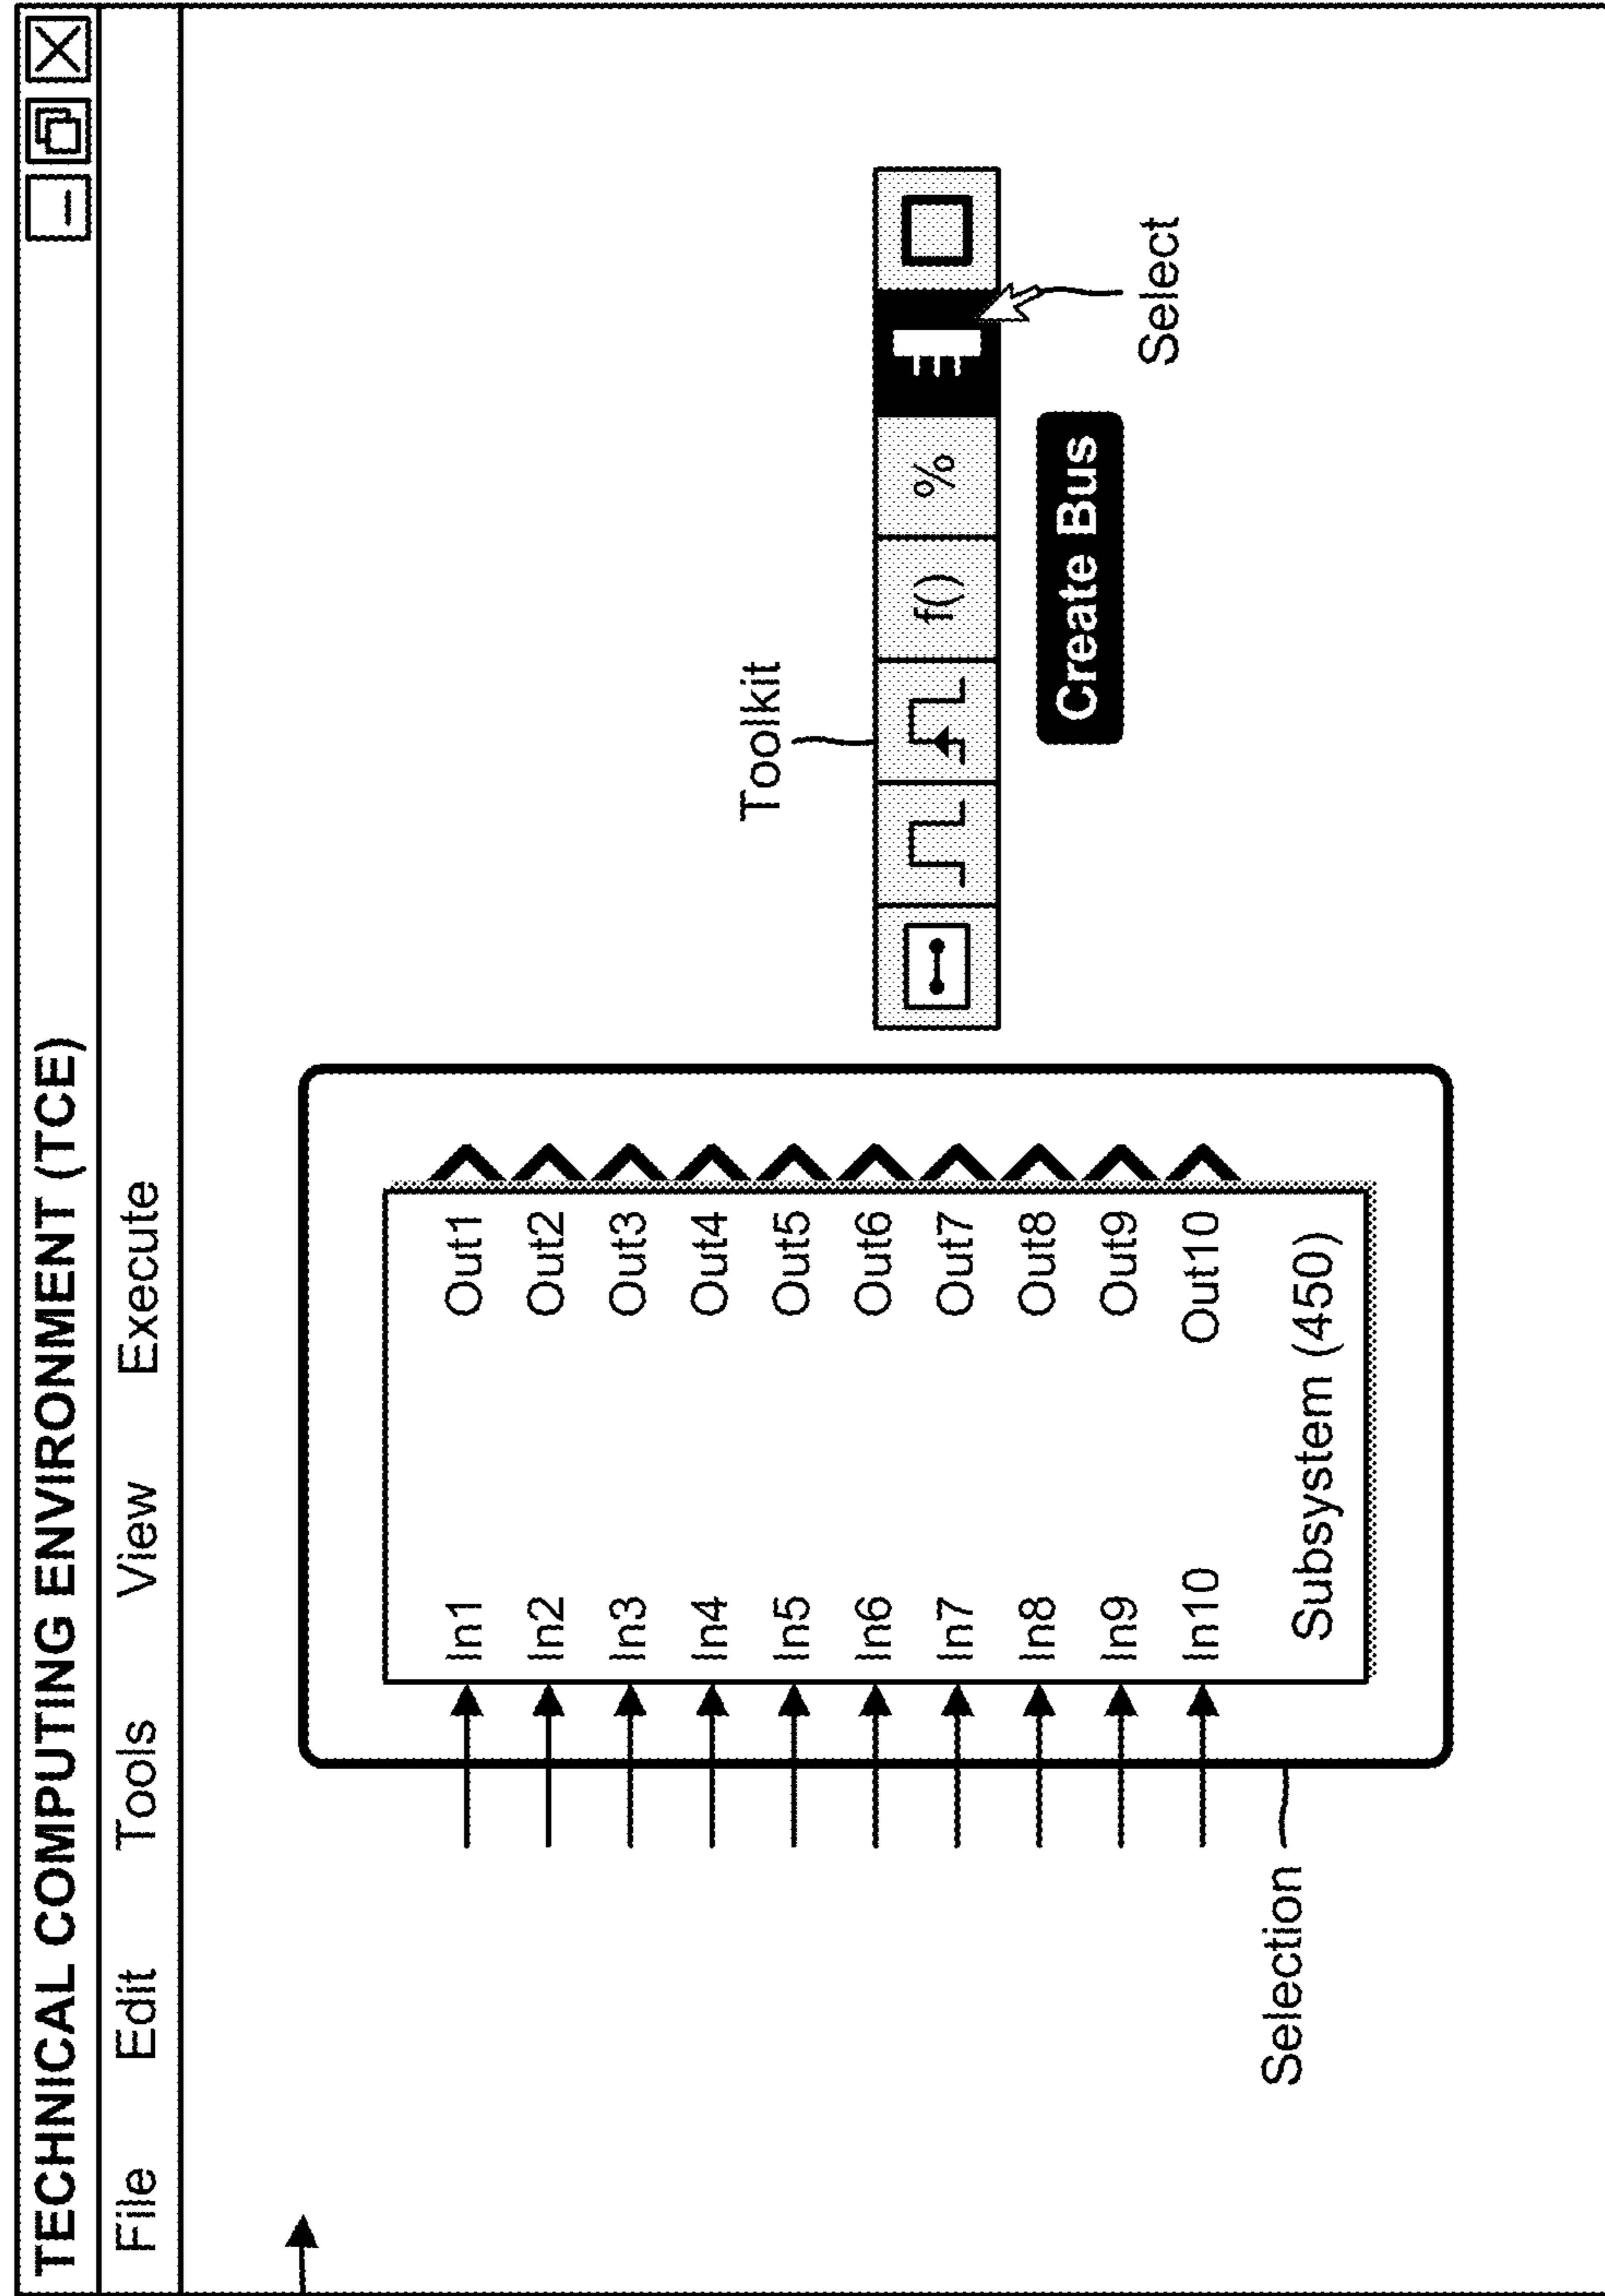 TECHNICAL COMPUTING ENVIRONMENT (TCE)
File Edit Tools View Execute
In1 Out1
In2 Out2
In3 Out3
In4 Out4
In5 Out5
In6 Out6
In7 Out7
In8 Out8
In9 Out9
In10 Out10
Subsystem (450)
Selection
Toolkit
f() %
Create Bus
Select